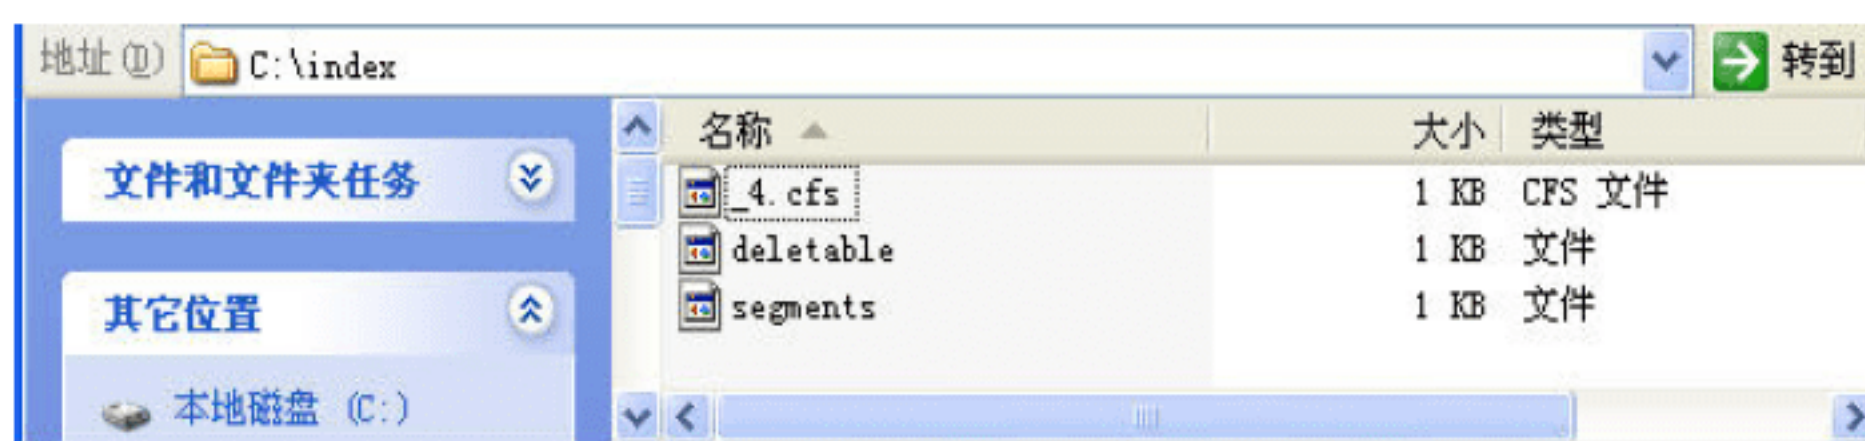 地址(D) C:\index 转到
名称 大小 类型
文件和文件夹任务
_4.cfs 1 KB CFS 文件
deletable 1 KB 文件
segments 1 KB 文件
其它位置
本地磁盘 (C:)